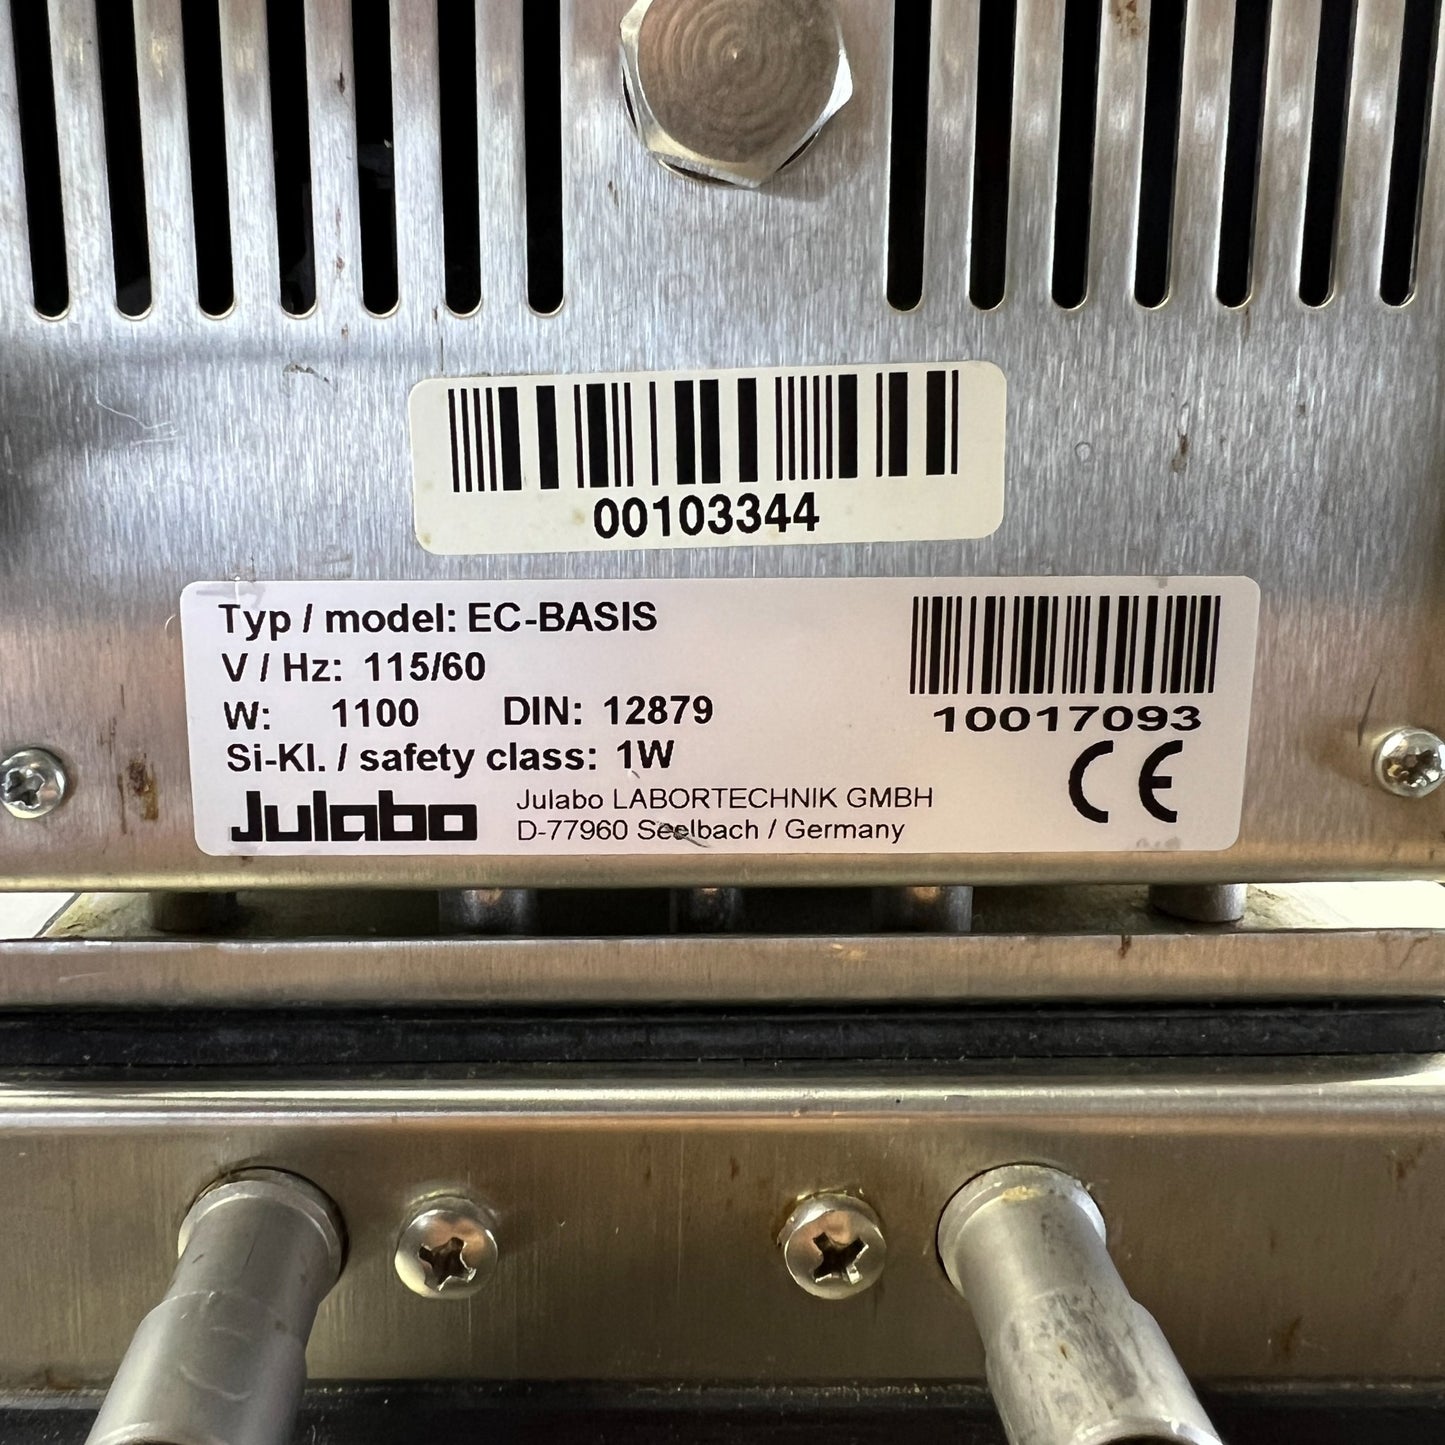 00103344
Typ / model: EC-BASIS
V / Hz: 115/60
W: 1100 DIN: 12879
Si-Kl. / safety class: 1W
10017093
CE
Julabo
Julabo LABORTECHNIK GMBH
D-77960 Seelbach / Germany